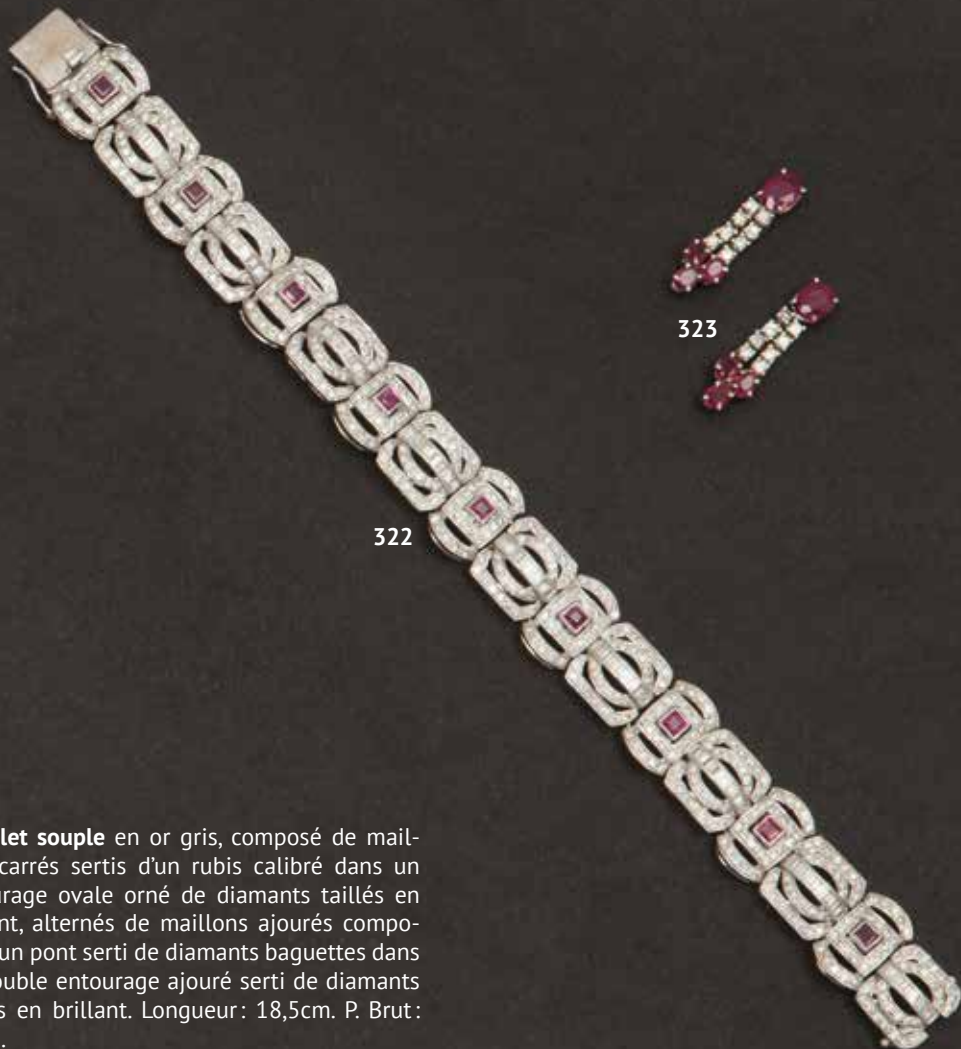 323
322
let souple en or gris, composé de mail-
carrés sertis d'un rubis calibré dans un
rage ovale orné de diamants taillés en
nt, alternés de maillons ajourés compo-
un pont serti de diamants baguettes dans
ouble entourage ajouré serti de diamants
s en brillant. Longueur : 18,5cm. P. Brut :
.